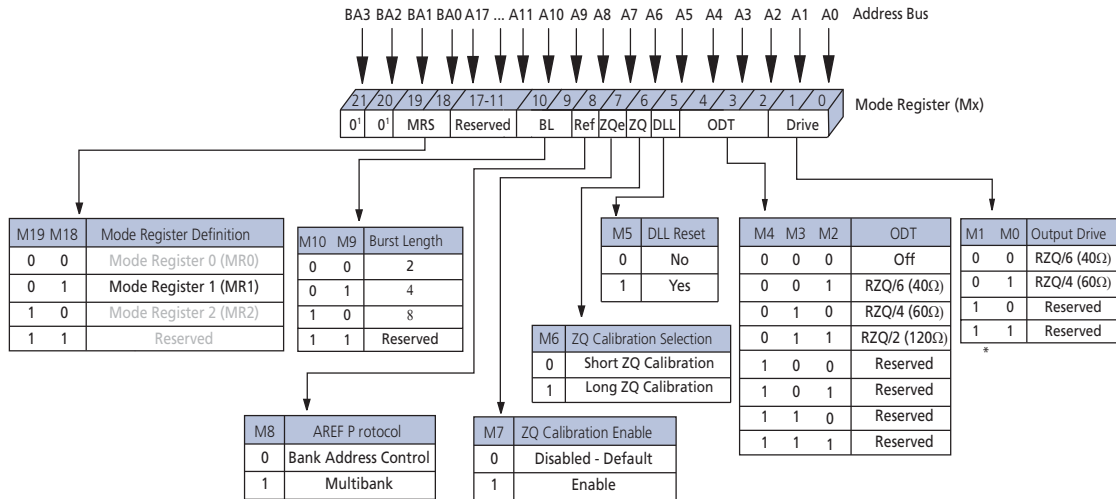 BA3 BA2 BA1 BA0 A17 ... A11 A10 A9 A8 A7 A6 A5 A4 A3 A2 A1 A0 Address Bus
21 20 19 18 17-11 10 9 8 7 6 5 4 3 2 1 0 Mode Register (Mx)
0¹ 0¹ MRS Reserved BL Ref ZQe ZQ DLL ODT Drive
M19 M18 Mode Register Definition
0 0 Mode Register 0 (MR0)
0 1 Mode Register 1 (MR1)
1 0 Mode Register 2 (MR2)
1 1 Reserved
M10 M9 Burst Length
0 0 2
0 1 4
1 0 8
1 1 Reserved
M5 DLL Reset
0 No
1 Yes
M4 M3 M2 ODT
0 0 0 Off
0 0 1 RZQ/6 (40Ω)
0 1 0 RZQ/4 (60Ω)
0 1 1 RZQ/2 (120Ω)
1 0 0 Reserved
1 0 1 Reserved
1 1 0 Reserved
1 1 1 Reserved
M1 M0 Output Drive
0 0 RZQ/6 (40Ω)
0 1 RZQ/4 (60Ω)
1 0 Reserved
1 1 Reserved
*
M6 ZQ Calibration Selection
0 Short ZQ Calibration
1 Long ZQ Calibration
M8 AREF P rotocol
0 Bank Address Control
1 Multibank
M7 ZQ Calibration Enable
0 Disabled - Default
1 Enable